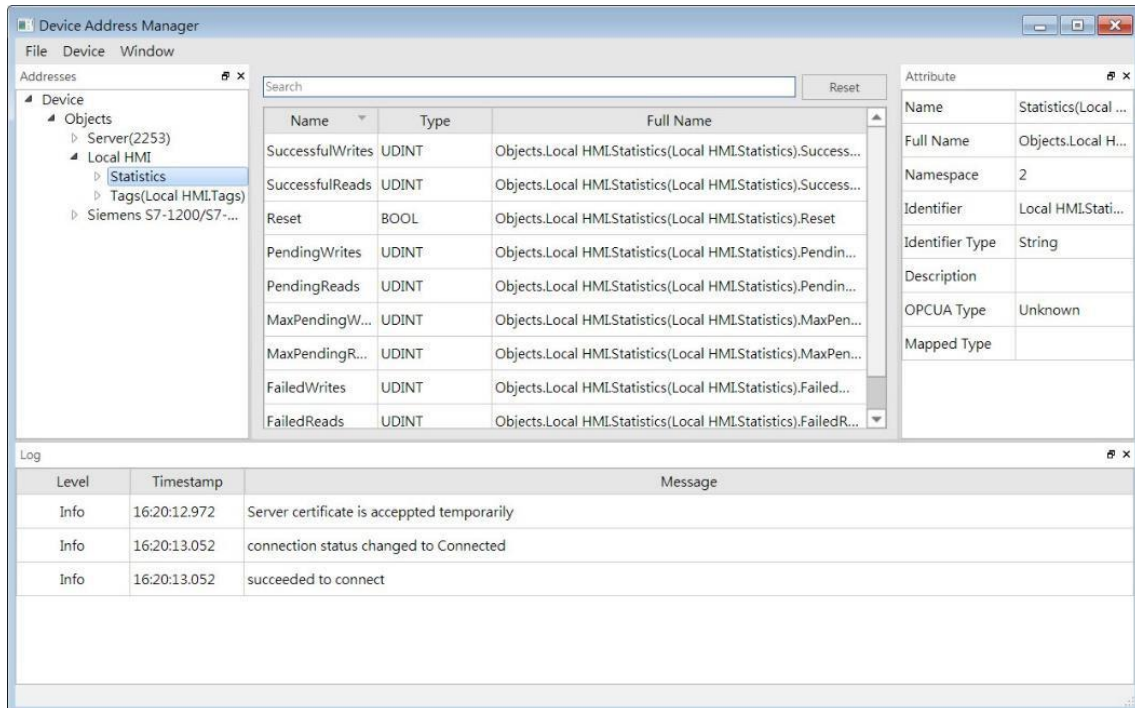 Device Address Manager
File Device Window
Addresses
Device
Objects
Server(2253)
Local HMI
Statistics
Tags(Local HMI.Tags)
Siemens S7-1200/S7-...
Search
Reset
Name Type Full Name
SuccessfulWrites UDINT Objects.Local HMI.Statistics(Local HMI.Statistics).Success...
SuccessfulReads UDINT Objects.Local HMI.Statistics(Local HMI.Statistics).Success...
Reset BOOL Objects.Local HMI.Statistics(Local HMI.Statistics).Reset
PendingWrites UDINT Objects.Local HMI.Statistics(Local HMI.Statistics).Pendin...
PendingReads UDINT Objects.Local HMI.Statistics(Local HMI.Statistics).Pendin...
MaxPendingW... UDINT Objects.Local HMI.Statistics(Local HMI.Statistics).MaxPen...
MaxPendingR... UDINT Objects.Local HMI.Statistics(Local HMI.Statistics).MaxPen...
FailedWrites UDINT Objects.Local HMI.Statistics(Local HMI.Statistics).Failed...
FailedReads UDINT Objects.Local HMI.Statistics(Local HMI.Statistics).FailedR...
Attribute
Name Statistics(Local ...
Full Name Objects.Local H...
Namespace 2
Identifier Local HMI.Stati...
Identifier Type String
Description
OPCUA Type Unknown
Mapped Type
Log
Level Timestamp Message
Info 16:20:12.972 Server certificate is acceppted temporarily
Info 16:20:13.052 connection status changed to Connected
Info 16:20:13.052 succeeded to connect